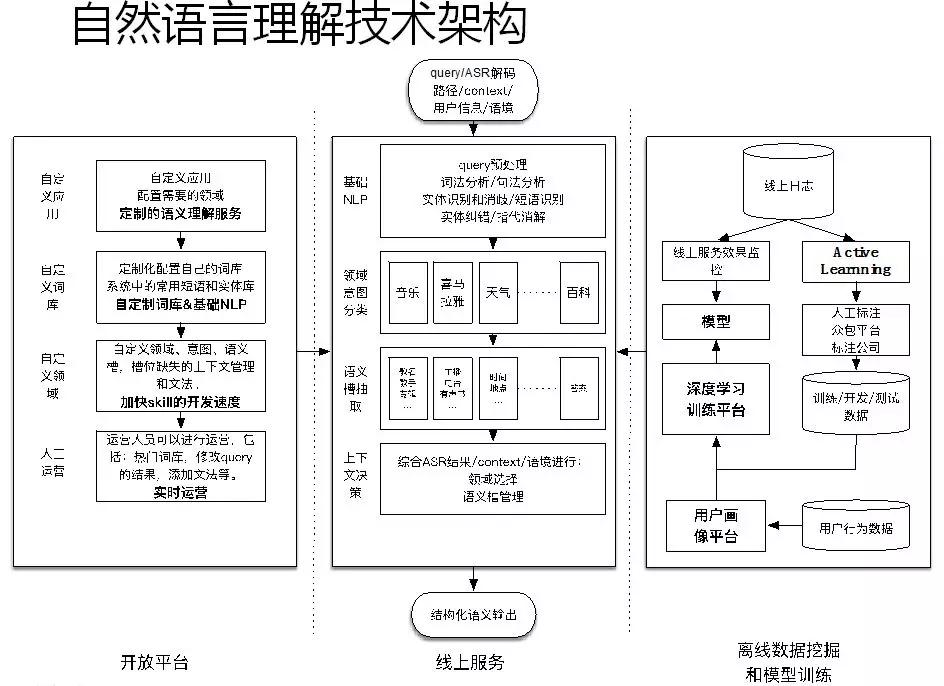 自然语言理解技术架构
query/ASR解码
路径/context/
用户信息/语境
自定
义应
用
自定义应用
配置需要的领域
定制的语义理解服务
自定
义词
库
定制化配置自己的词库
系统中的常用短语和实体库
自定制词库&基础NLP
自定
义领
域
自定义领域、意图、语义
槽，槽位缺失的上下文管理
和文法，
加快skill的开发速度
人工
运营
运营人员可以进行运营，包
括：热门词库，修改query
的结果，添加文法等。
实时运营
开放平台
基础
NLP
query预处理
词法分析/句法分析
实体识别和消歧/短语识别
实体纠错/指代消解
领域
意图
分类
音乐
喜马
拉雅
天气
百科
语义
槽抽
取
歌名
歌手
专辑
...
主播
有声书
...
时间
地点
...
上下
文决
策
综合ASR结果/context/语境进行：
领域选择
语义框管理
结构化语义输出
线上服务
线上日志
线上服务效果监
控
Active
Learnning
模型
人工标注
众包平台
标注公司
深度学习
训练平台
训练/开发/测试
数据
用户画
像平台
用户行为数据
离线数据挖掘
和模型训练